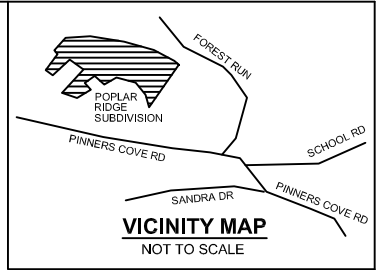 FOREST RUN
POPLAR
RIDGE
SUBDIVISION
PINNERS COVE RD
SCHOOL RD
SANDRA DR
PINNERS COVE RD
VICINITY MAP
NOT TO SCALE